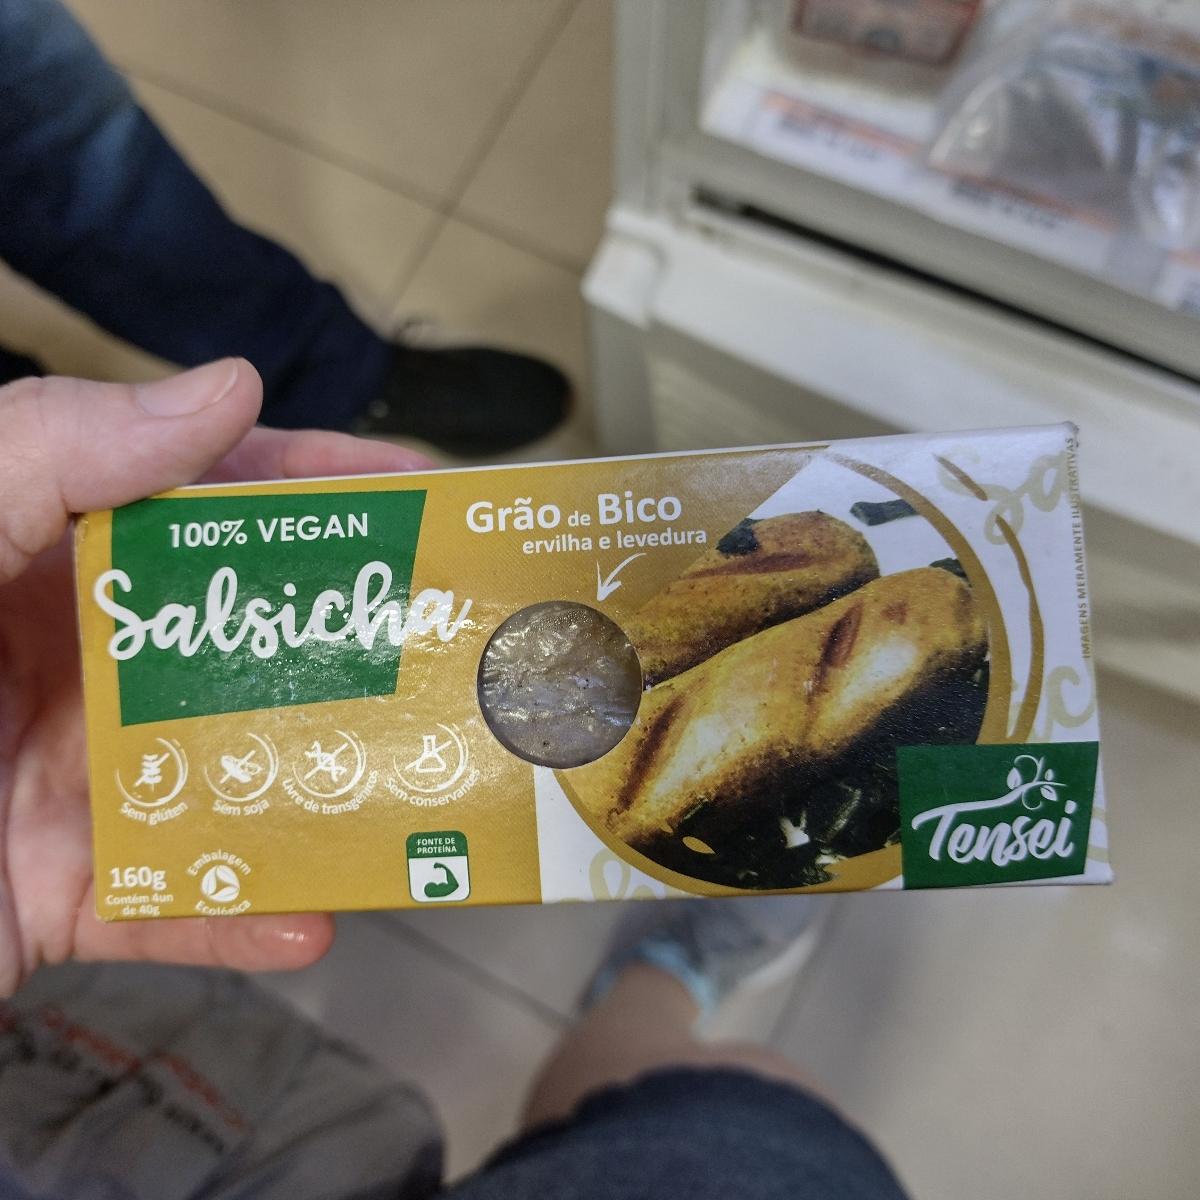 100% VEGAN
Salsicha
Grão de Bico
ervilha e levedura
Sem glúten
Sem soja
Livre de transgênicos
Sem conservantes
FONTE DE
PROTEÍNA
160g
Contém 4un
de 40g
Embalagem
Ecológica
Tensei
IMAGENS MERAMENTE ILUSTRATIVAS